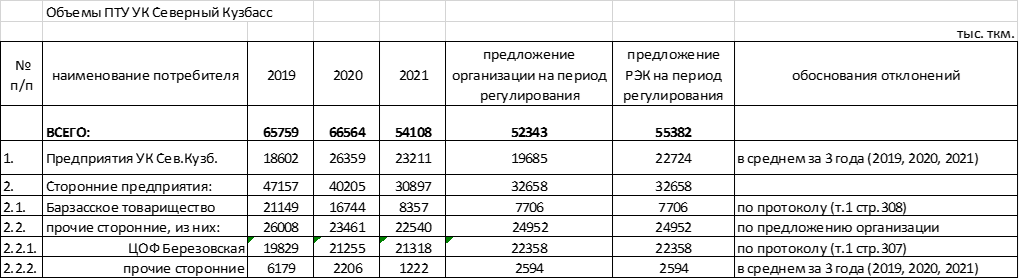 Объемы ПТУ УК Северный Кузбасс
тыс. ткм.
№ п/п наименование потребителя 2019 2020 2021 предложение организации на период регулирования предложение РЭК на период регулирования обоснования отклонений
ВСЕГО: 65759 66564 54108 52343 55382
1. Предприятия УК Сев.Кузб. 18602 26359 23211 19685 22724 в среднем за 3 года (2019, 2020, 2021)
2. Сторонние предприятия: 47157 40205 30897 32658 32658
2.1. Барзасское товарищество 21149 16744 8357 7706 7706 по протоколу (т.1 стр.308)
2.2. прочие сторонние, из них: 26008 23461 22540 24952 24952 по предложению организации
2.2.1. ЦОФ Березовская 19829 21255 21318 22358 22358 по протоколу (т.1 стр.307)
2.2.2. прочие сторонние 6179 2206 1222 2594 2594 в среднем за 3 года (2019, 2020, 2021)